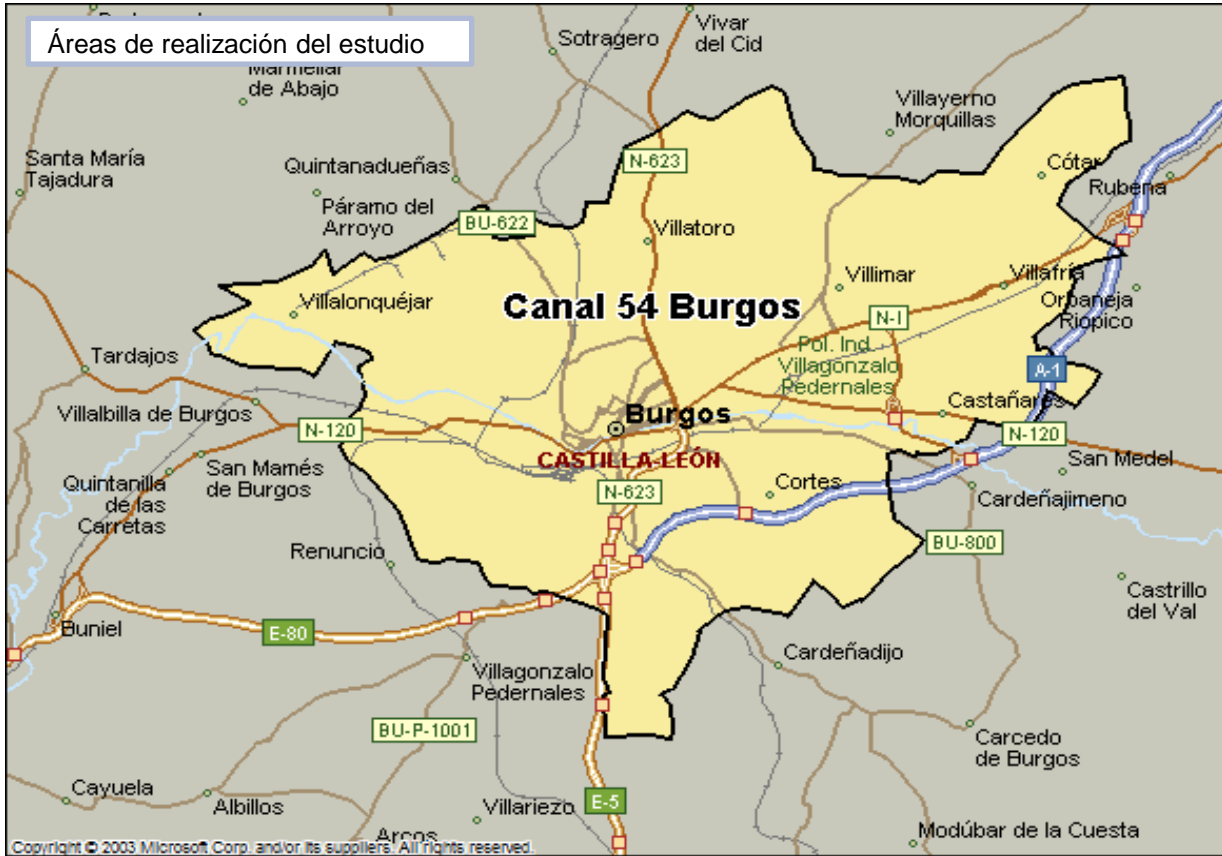 Áreas de realización del estudio
Vivar
del Cid
Sotragero
Marmellar
de Abajo
Villayerno
Morquillas
Santa María
Tajadura
Quintanadueñas
N-623
Cótar
Rubena
Páramo del
Arroyo
BU-622
Villatoro
Villimar
Villafría
Villalonquéjar
Canal 54 Burgos
Orbaneja
Riopico
N-I
Tardajos
Pol. Ind.
Villagonzalo
Pedernales
A-1
Villalbilla de Burgos
Burgos
Castañares
N-120
N-120
CASTILLA-LEÓN
San Mamés
de Burgos
San Medel
Quintanilla
de las
Carretas
N-623
Cortes
Cardeñajimeno
Renuncio
BU-800
Castrillo
del Val
Buniel
E-80
Cardeñadijo
Villagonzalo
Pedernales
BU-P-1001
Carcedo
de Burgos
Cayuela
Albillos
Villariezo
E-5
Arcos
Modúbar de la Cuesta
Copyright © 2003 Microsoft Corp. and/or its suppliers. All rights reserved.